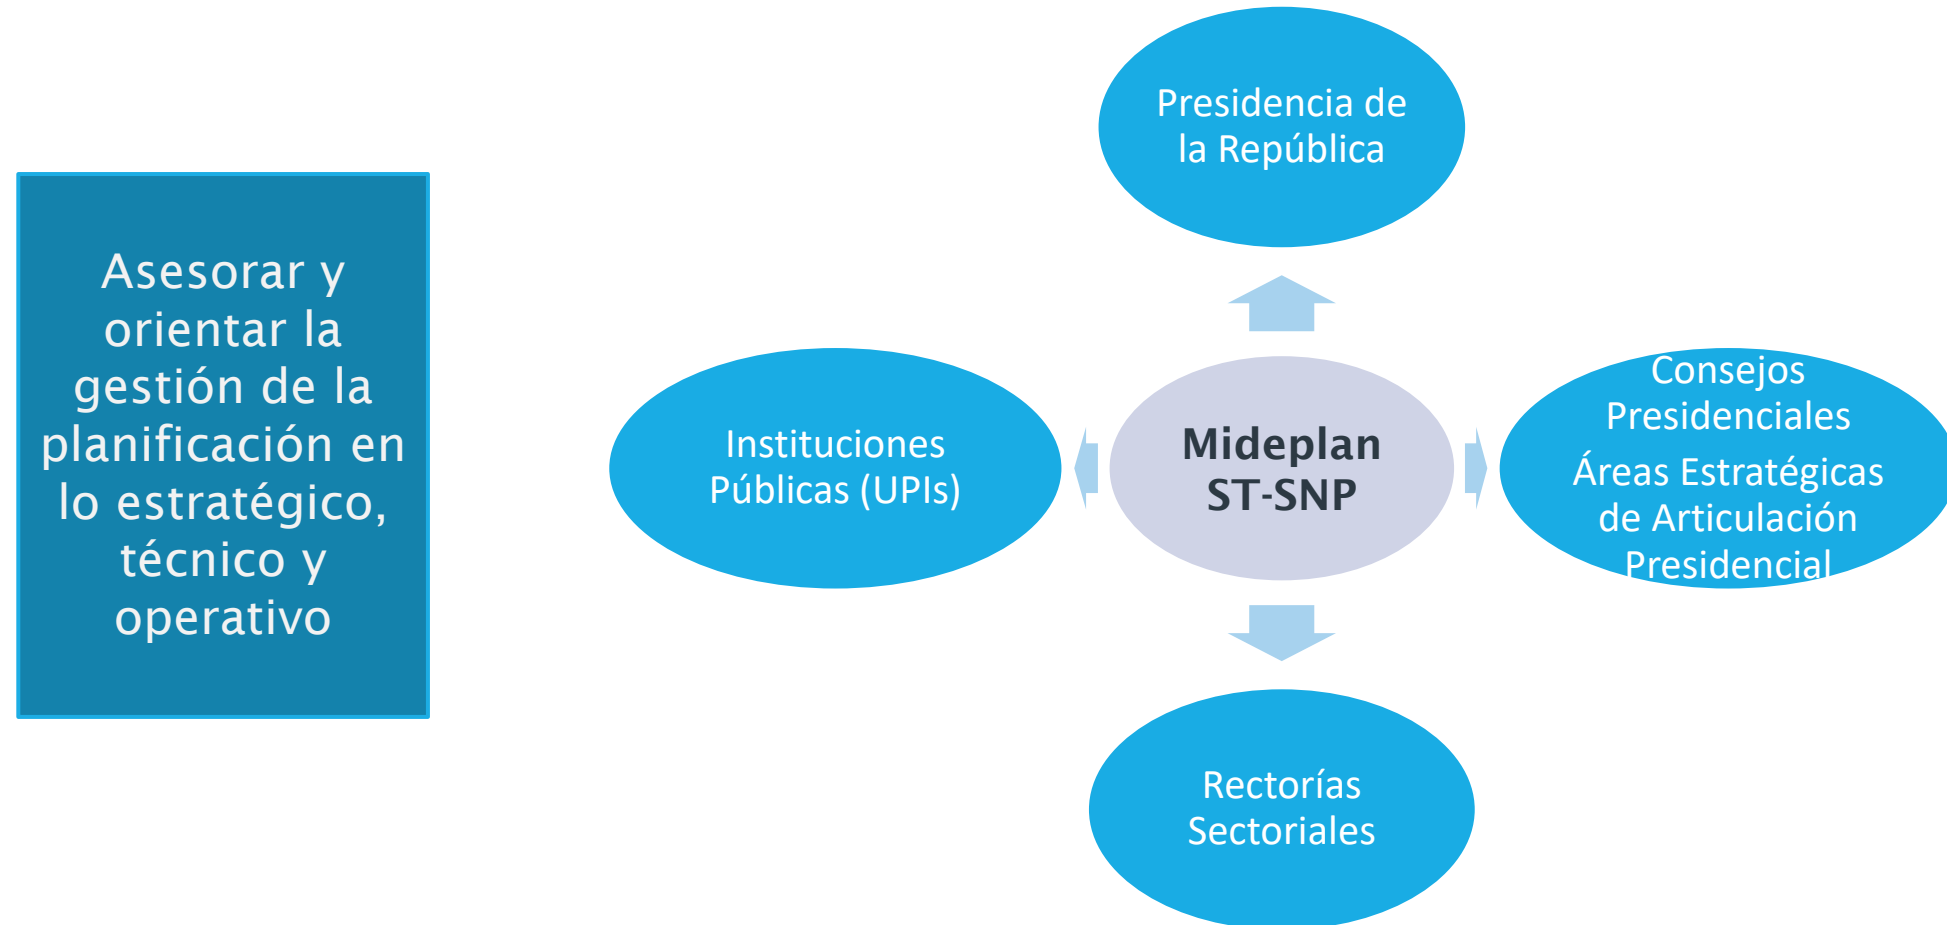 Asesorar y
orientar la
gestión de la
planificación en
lo estratégico,
técnico y
operativo
Presidencia de
la República
Instituciones
Públicas (UPIs)
Mideplan
ST-SNP
Consejos
Presidenciales
Áreas Estratégicas
de Articulación
Presidencial
Rectorías
Sectoriales